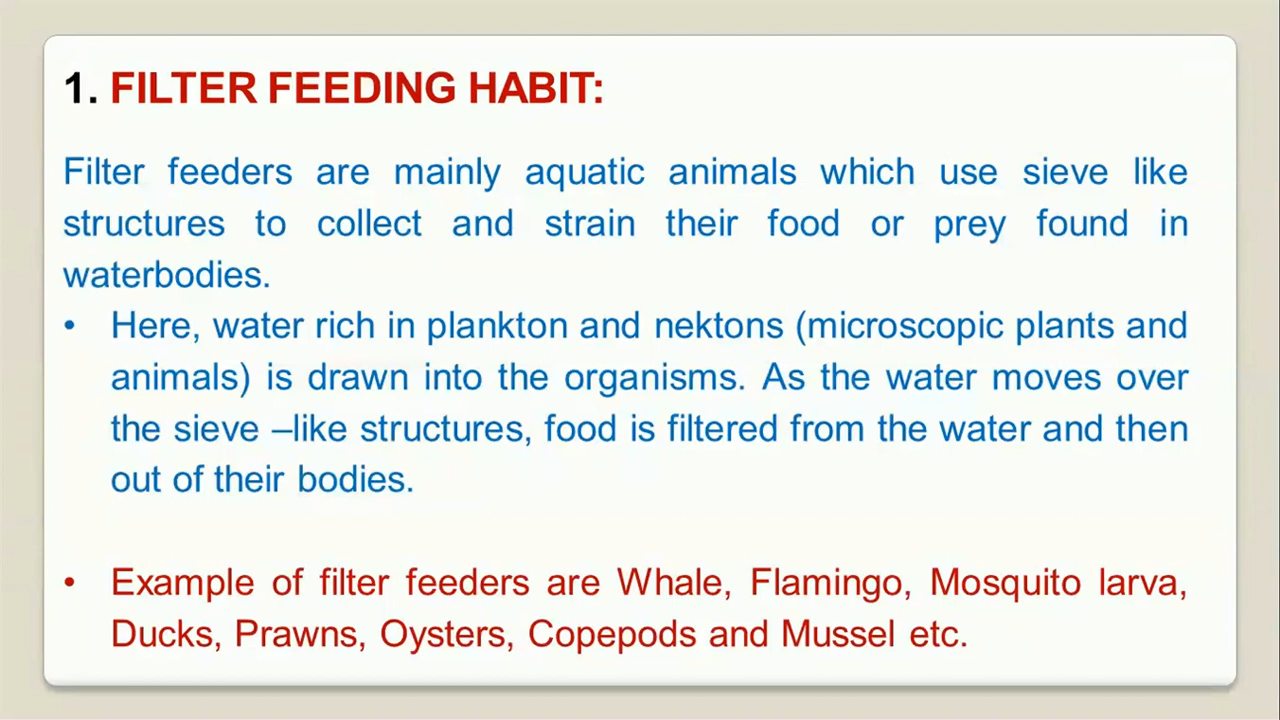 1. FILTER FEEDING HABIT:
Filter feeders are mainly aquatic animals which use sieve like
structures to collect and strain their food or prey found in
waterbodies.
• Here, water rich in plankton and nektons (microscopic plants and
animals) is drawn into the organisms. As the water moves over
the sieve –like structures, food is filtered from the water and then
out of their bodies.
• Example of filter feeders are Whale, Flamingo, Mosquito larva,
Ducks, Prawns, Oysters, Copepods and Mussel etc.